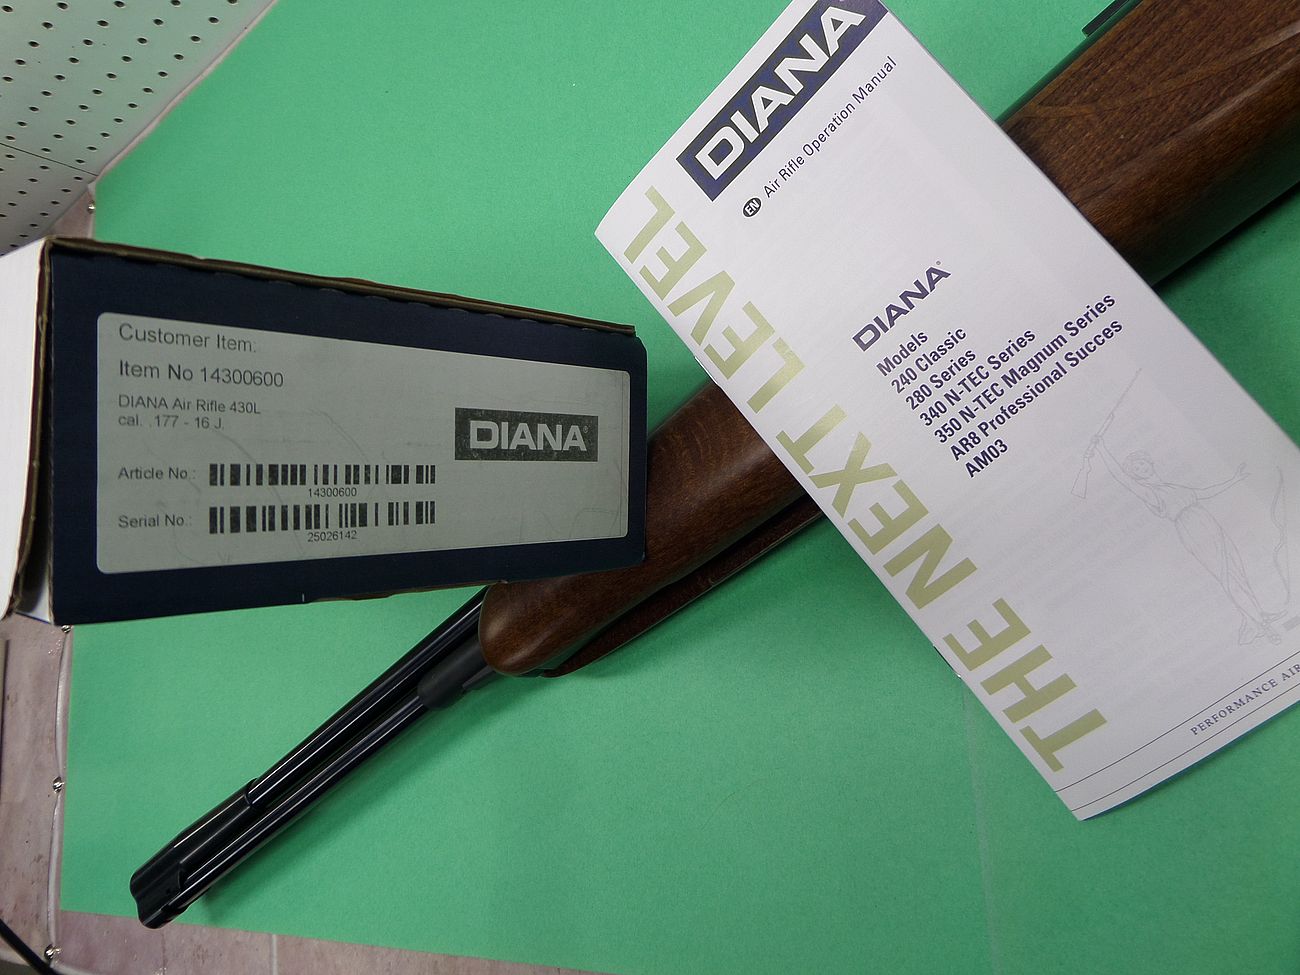 Customer Item:
Item No 14300600
DIANA Air Rifle 430L
cal. .177 - 16 J.
DIANA
Article No.:
14300600
Serial No.:
25026142
DIANA
EN Air Rifle Operation Manual
THE NEXT
LEVEL
DIANA
Models
240 Classic
280 Series
340 N-TEC Series
350 N-TEC Magnum Series
AR8 Professional Succes
AM03
PERFORMANCE AIR